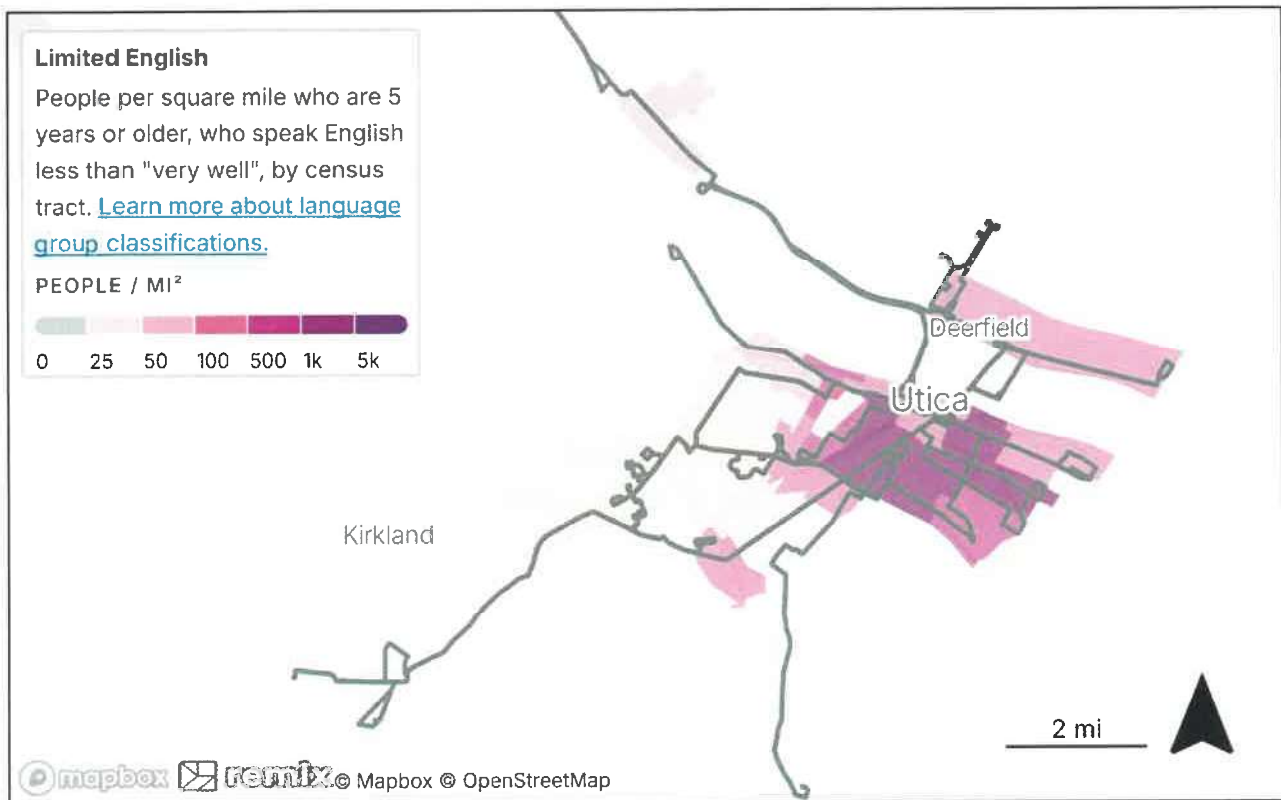 Limited English
People per square mile who are 5
years or older, who speak English
less than "very well", by census
tract. Learn more about language
group classifications.
PEOPLE / MI²
0 25 50 100 500 1k 5k
Deerfield
Utica
Kirkland
2 mi
mapbox remix © Mapbox © OpenStreetMap